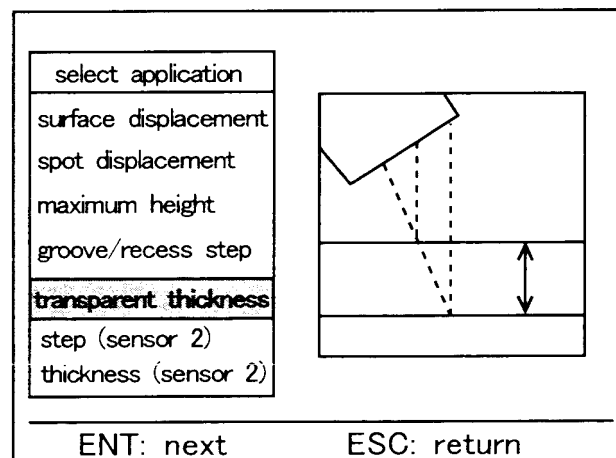 select application
surface displacement
spot displacement
maximum height
groove/recess step
transparent thickness
step (sensor 2)
thickness (sensor 2)
ENT: next ESC: return